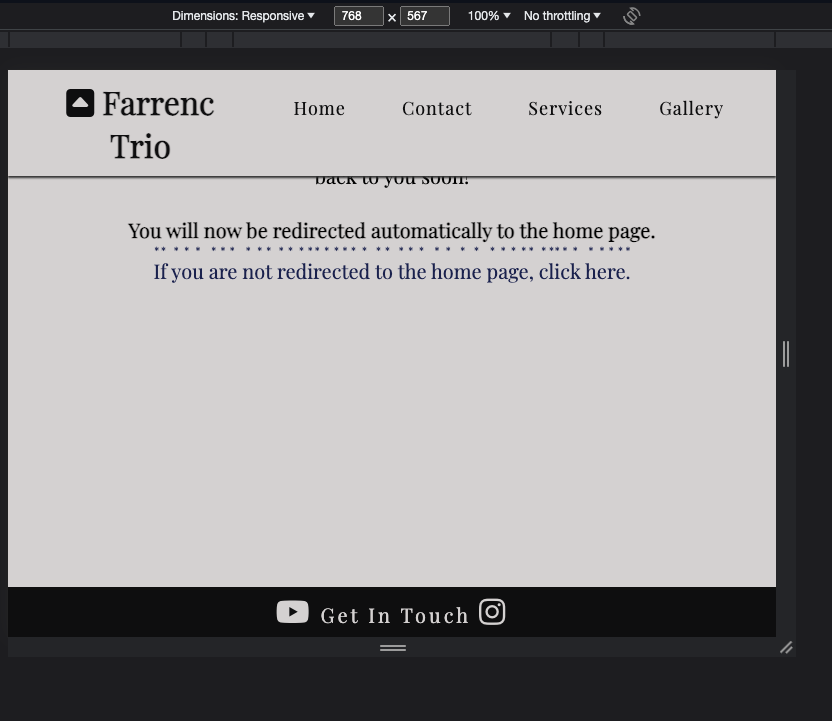 Dimensions: Responsive 768 x 567 100% No throttling
Farrenc Trio
Home Contact Services Gallery
back to you soon!
You will now be redirected automatically to the home page.
** * * * *** * * * * **** * * * * ** *** * * * * * * * ** **** * * * * * *
If you are not redirected to the home page, click here.
Get In Touch